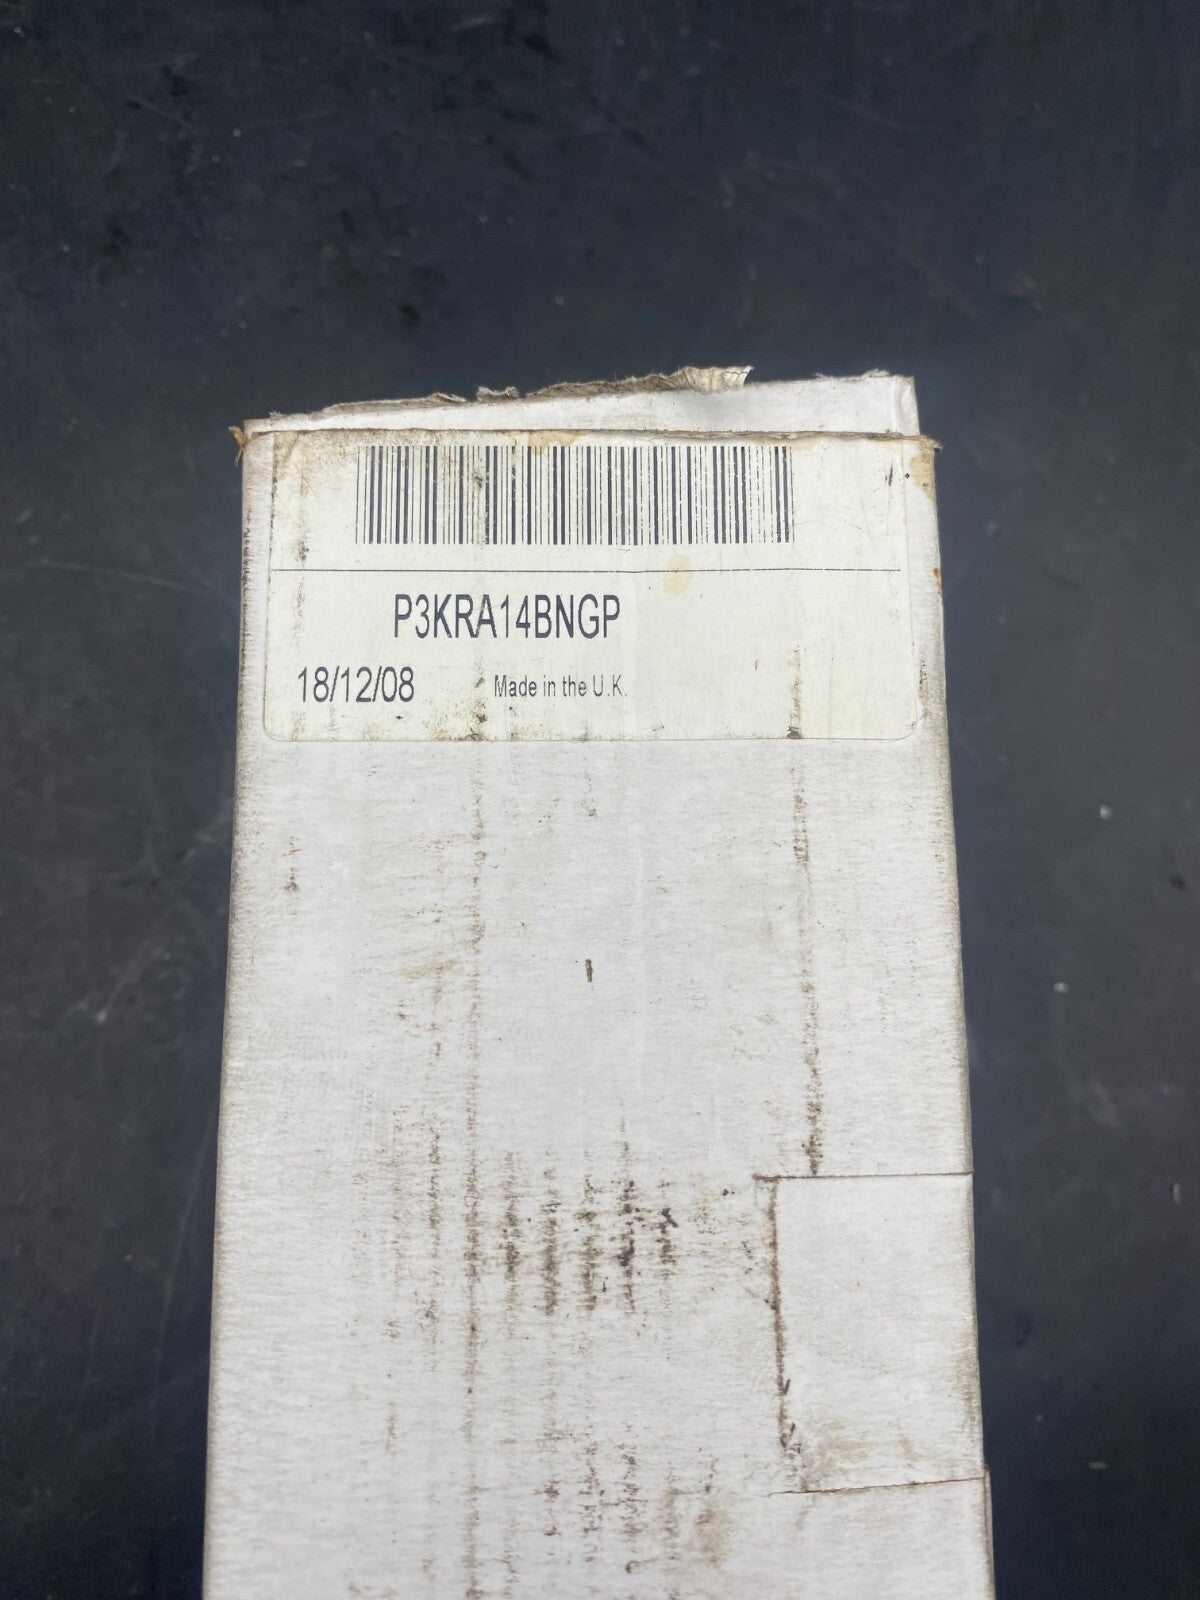 P3KRA14BNGP
18/12/08 Made in the U.K.